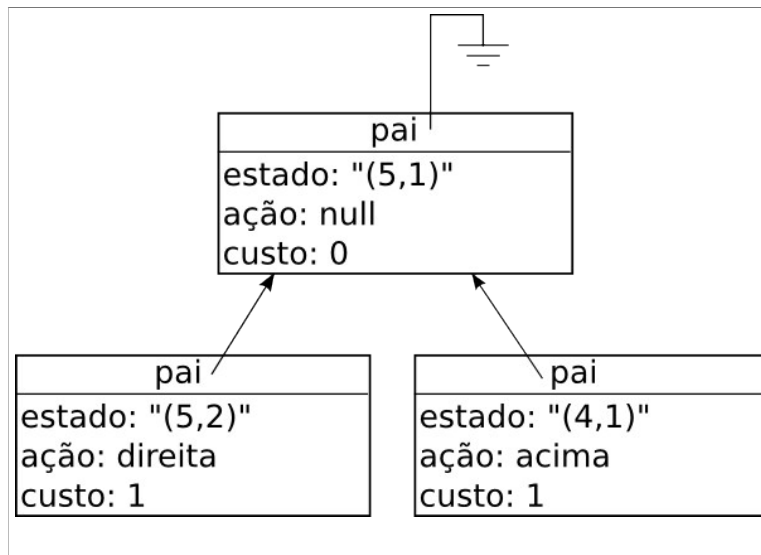 pai
estado: "(5,1)"
ação: null
custo: 0
pai
estado: "(5,2)"
ação: direita
custo: 1
pai
estado: "(4,1)"
ação: acima
custo: 1